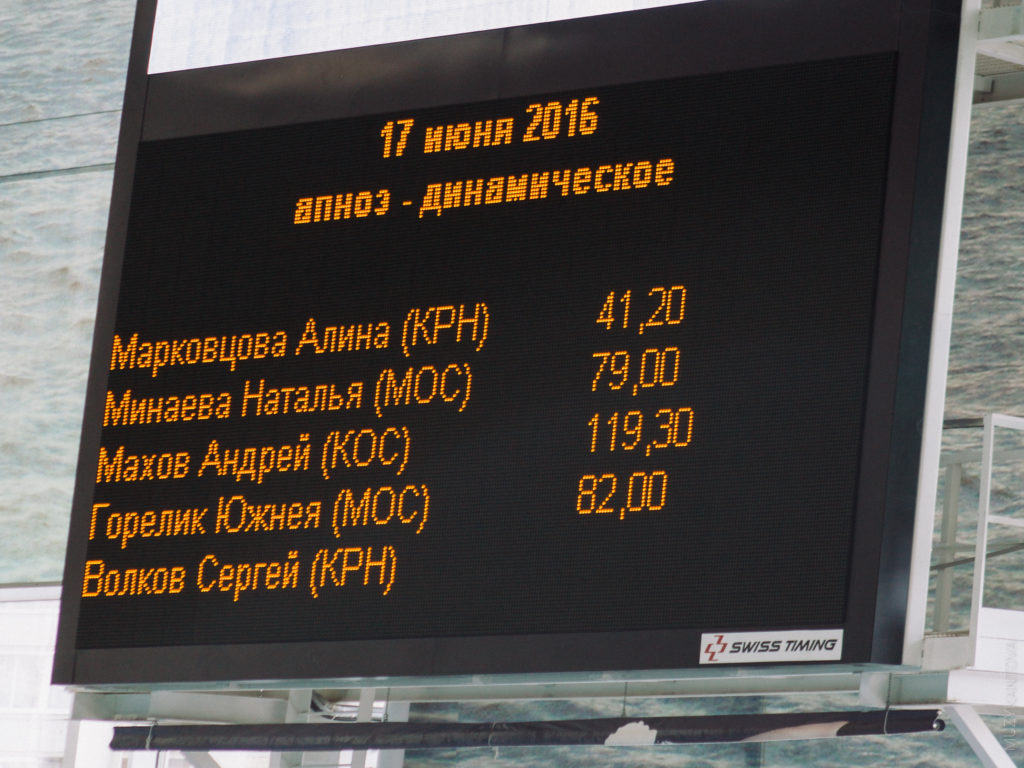 17 июня 2016
апноэ - динамическое
Марковцова Алина (КРН) 41,20
Минаева Наталья (МОС) 79,00
Махов Андрей (КОС) 119,30
Горелик Южнея (МОС) 82,00
Волков Сергей (КРН)
SWISS TIMING